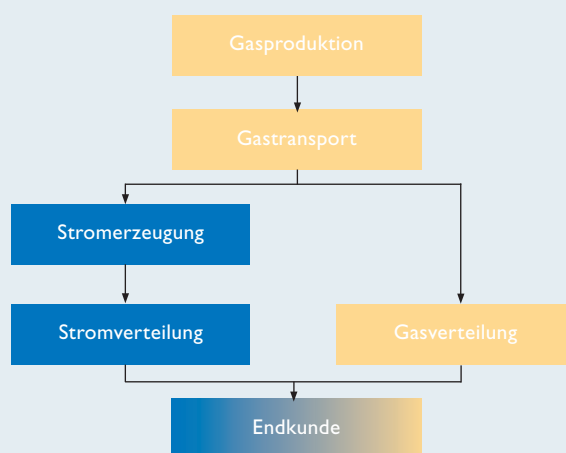 Gasproduktion
Gastransport
Stromerzeugung
Stromverteilung
Gasverteilung
Endkunde